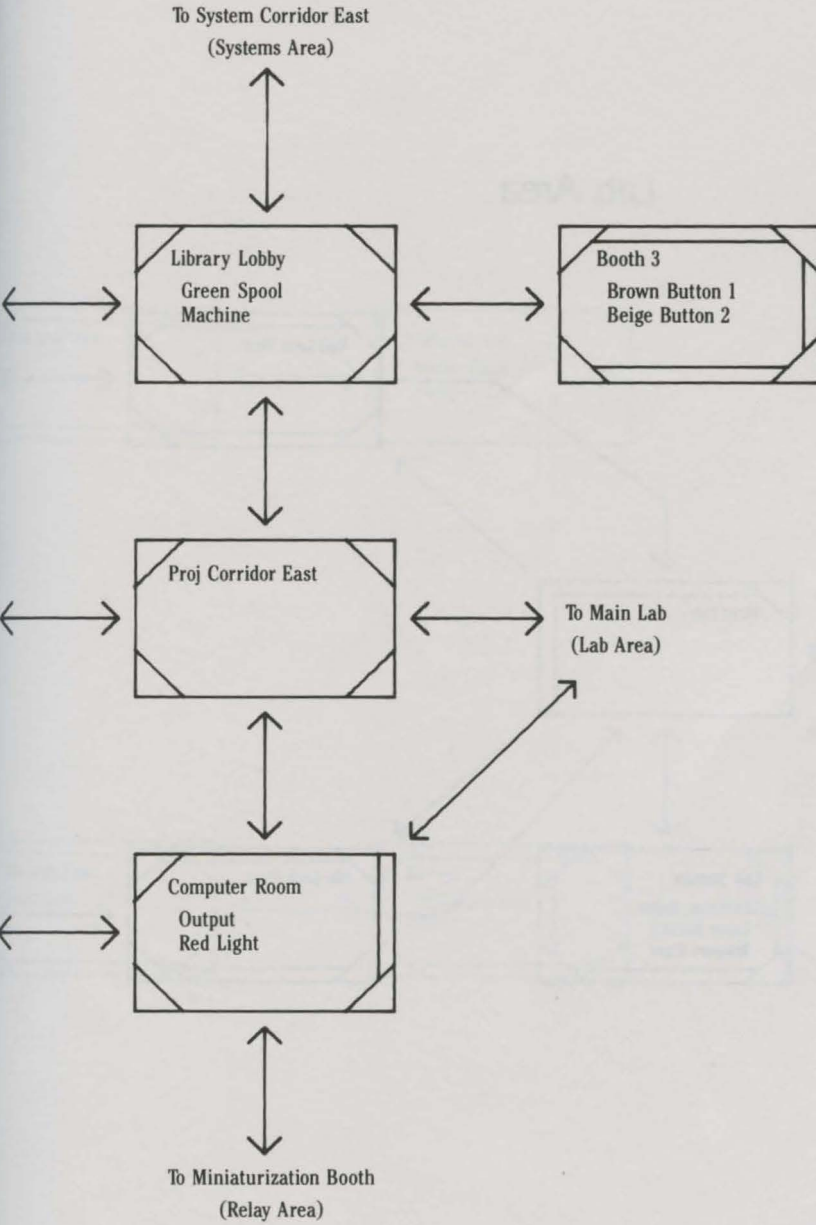 To System Corridor East
(Systems Area)
Library Lobby
Green Spool
Machine
Booth 3
Brown Button 1
Beige Button 2
Proj Corridor East
To Main Lab
(Lab Area)
Computer Room
Output
Red Light
To Miniaturization Booth
(Relay Area)